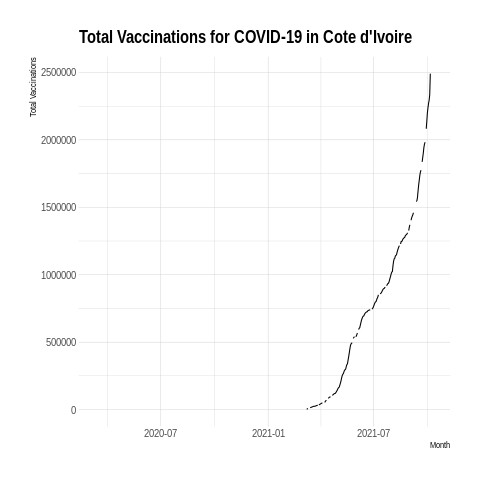 Total Vaccinations for COVID-19 in Cote d'Ivoire
Total Vaccinations
2500000
2000000
1500000
1000000
500000
0
2020-07 2021-01 2021-07
Month